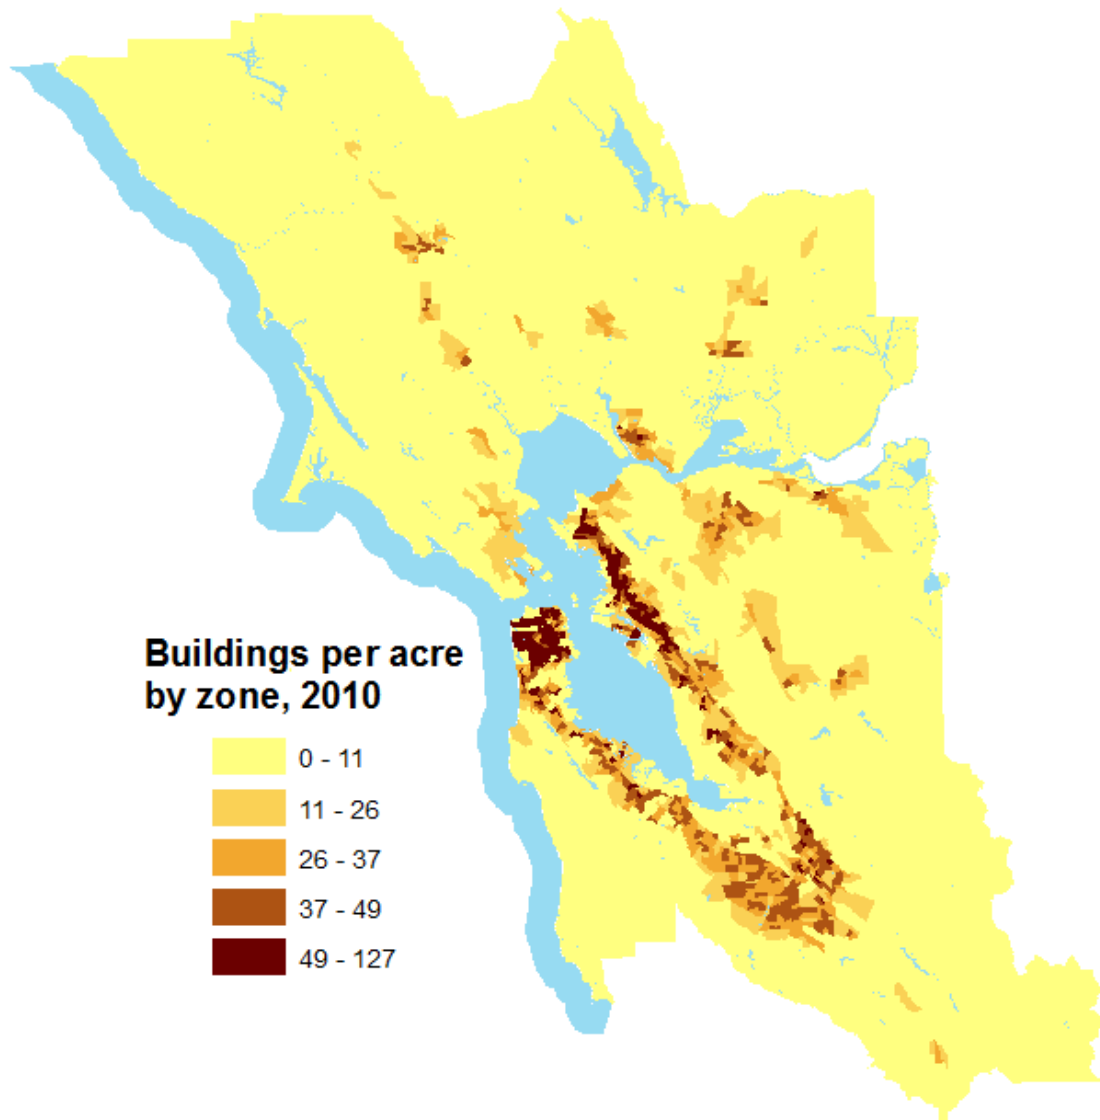 Buildings per acre
by zone, 2010
0 - 11
11 - 26
26 - 37
37 - 49
49 - 127